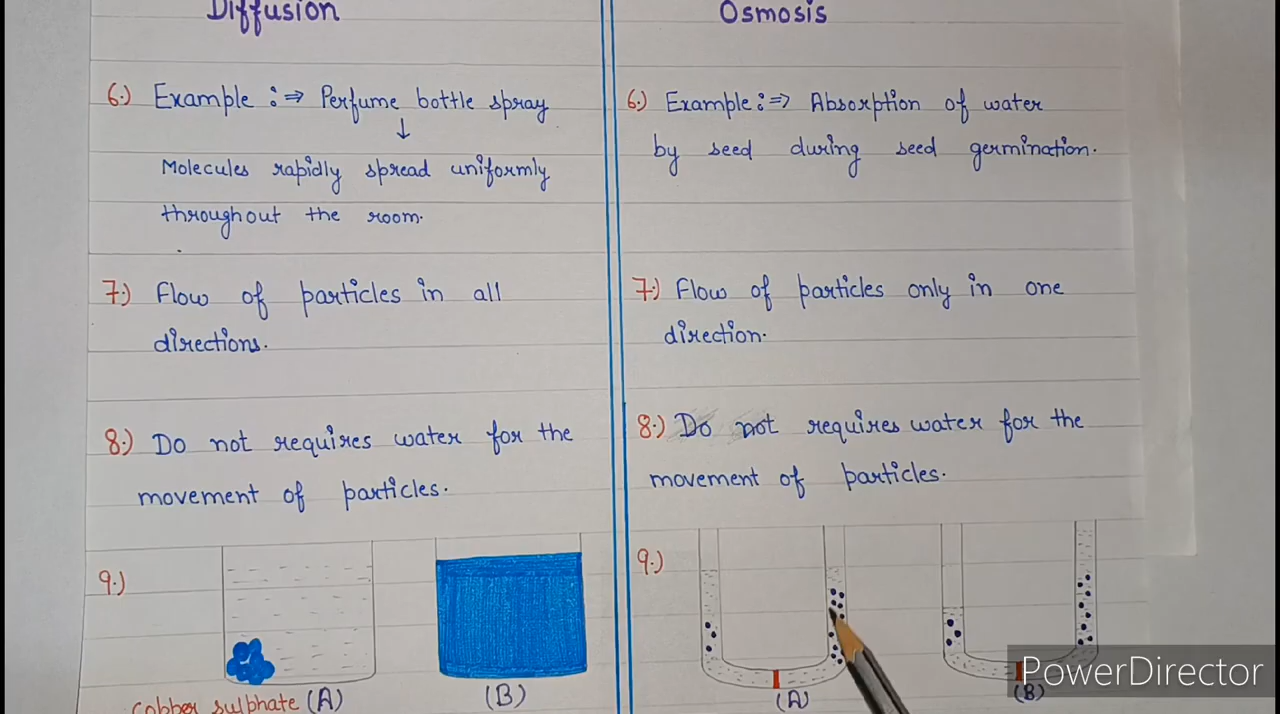 Diffusion
6.) Example :⇒ Perfume bottle spray
↓
Molecules rapidly spread uniformly
throughout the room.
7.) Flow of particles in all
directions.
8.) Do not requires water for the
movement of particles.
9.)
copper sulphate (A)
(B)
Osmosis
6.) Example :⇒ Absorption of water
by seed during seed germination.
7.) Flow of particles only in one
direction.
8.) Do not requires water for the
movement of particles.
9.)
(A)
(B)
PowerDirector